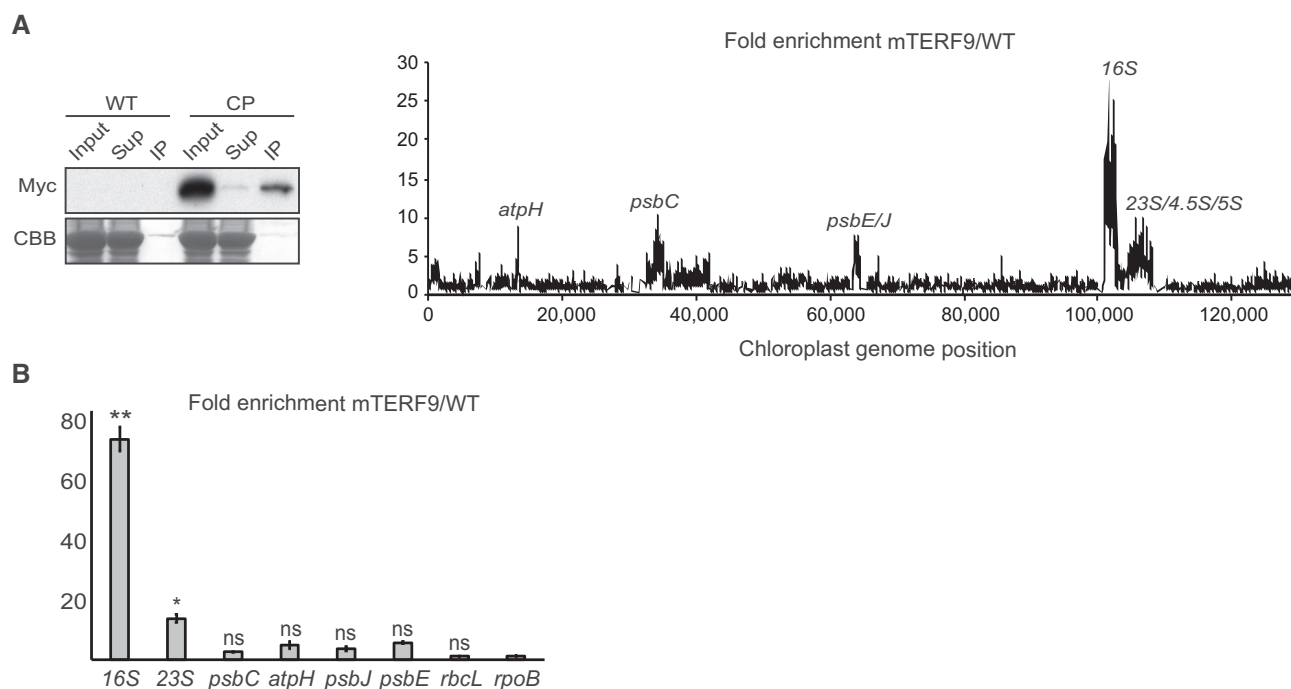 A
WT CP
Input Sup IP Input Sup IP
Myc
CBB
Fold enrichment mTERF9/WT
30
25
20
15
10
5
0
16S
atpH
psbC
psbE/J
23S/4.5S/5S
0 20,000 40,000 60,000 80,000 100,000 120,000
Chloroplast genome position
B
Fold enrichment mTERF9/WT
80
60
40
20
** * ns ns ns ns ns
16S 23S psbC atpH psbJ psbE rbcL rpoB